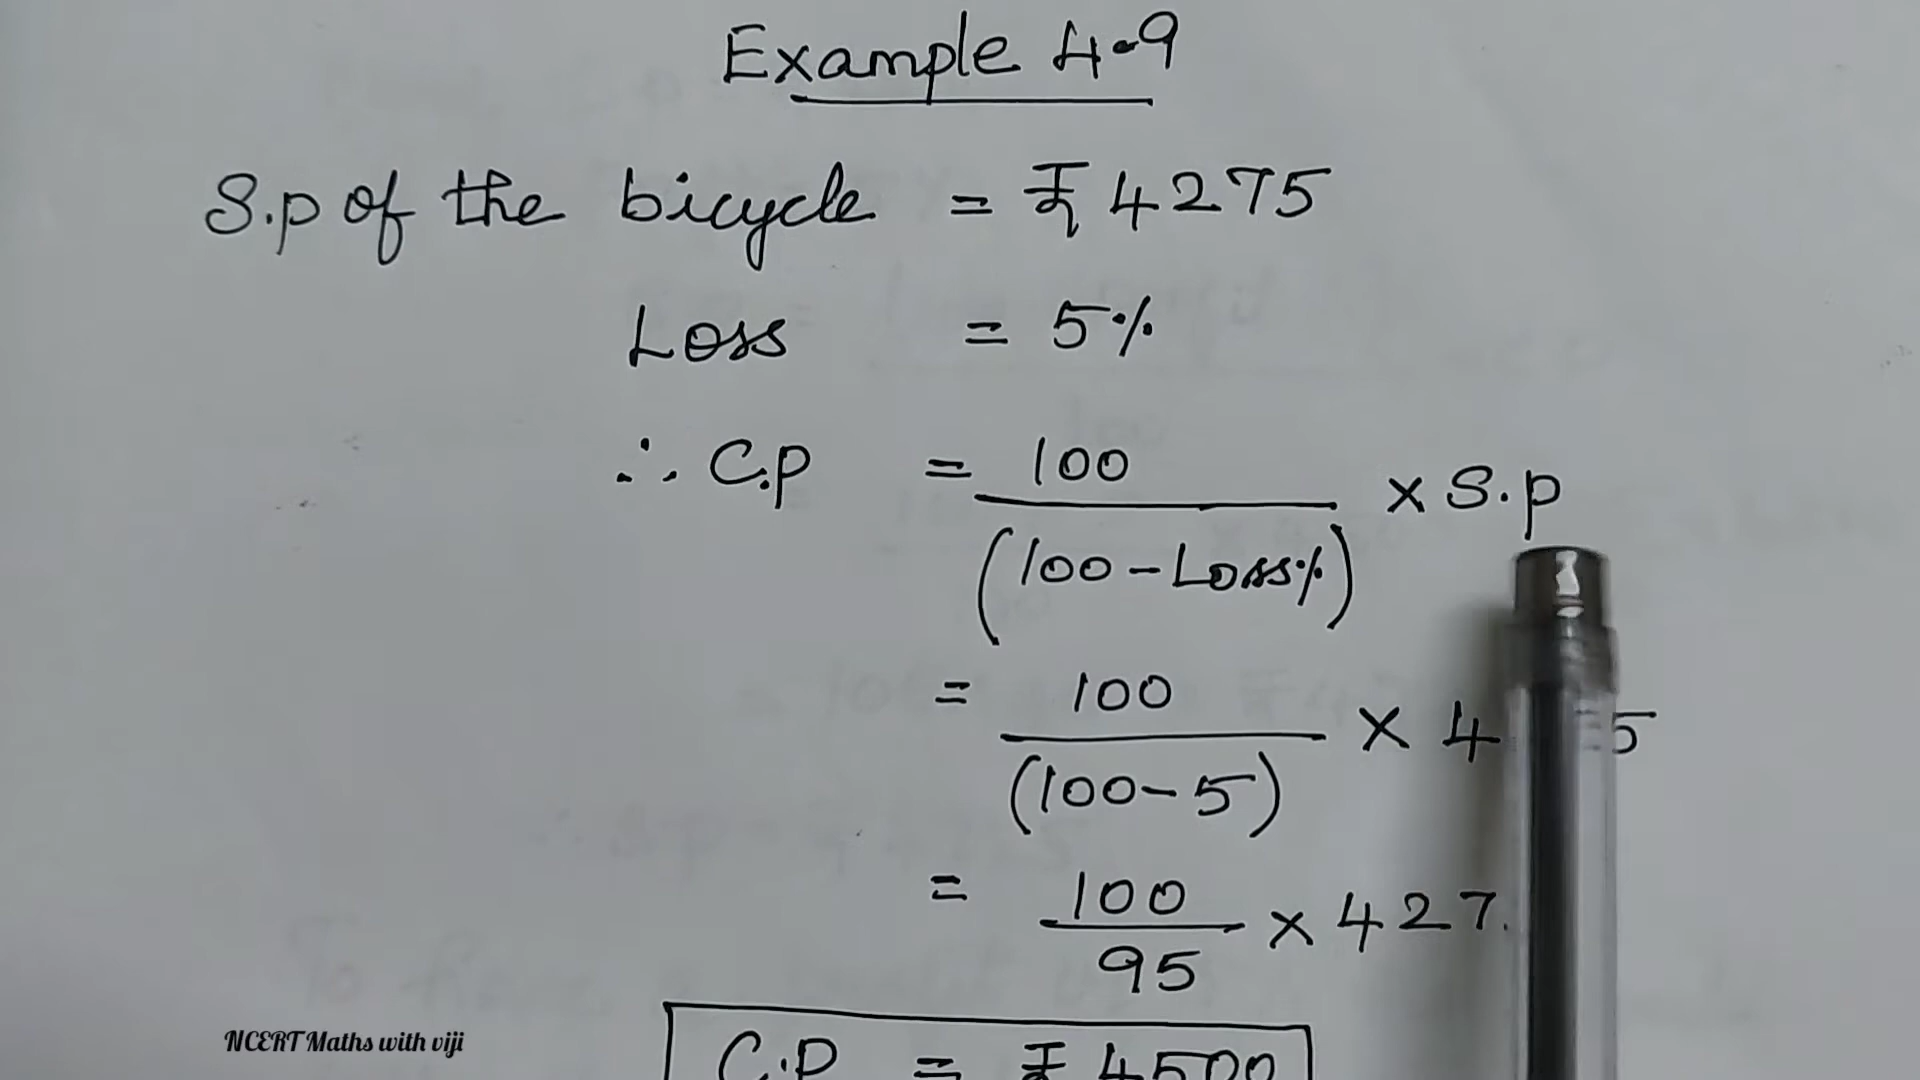 Example 4.9
S.p of the bicycle = ₹ 4275
Loss = 5%
∴ C.p = 100 / (100 - Loss%) × S.p
= 100 / (100 - 5) × 4 5
= 100 / 95 × 427
C.P = ₹ 4500
NCERT Maths with viji